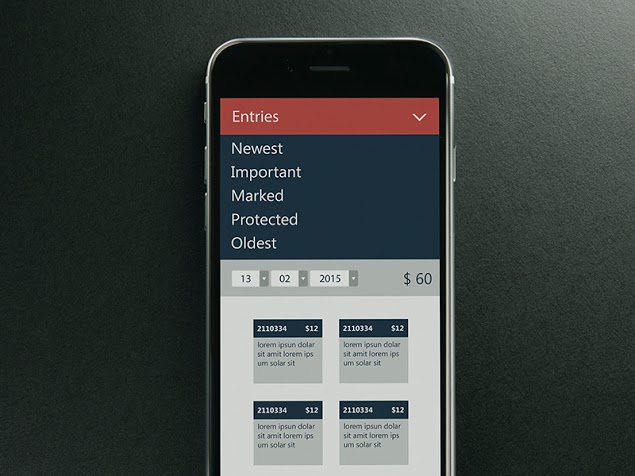 Entries
Newest
Important
Marked
Protected
Oldest
13 02 2015 $ 60
2110334 $12
lorem ipsun dolar
sit amit lorem ips
um solar sit
2110334 $12
lorem ipsun dolar
sit amit lorem ips
um solar sit
2110334 $12
lorem ipsun dolar
sit amit lorem ips
um solar sit
2110334 $12
lorem ipsun dolar
sit amit lorem ips
um solar sit